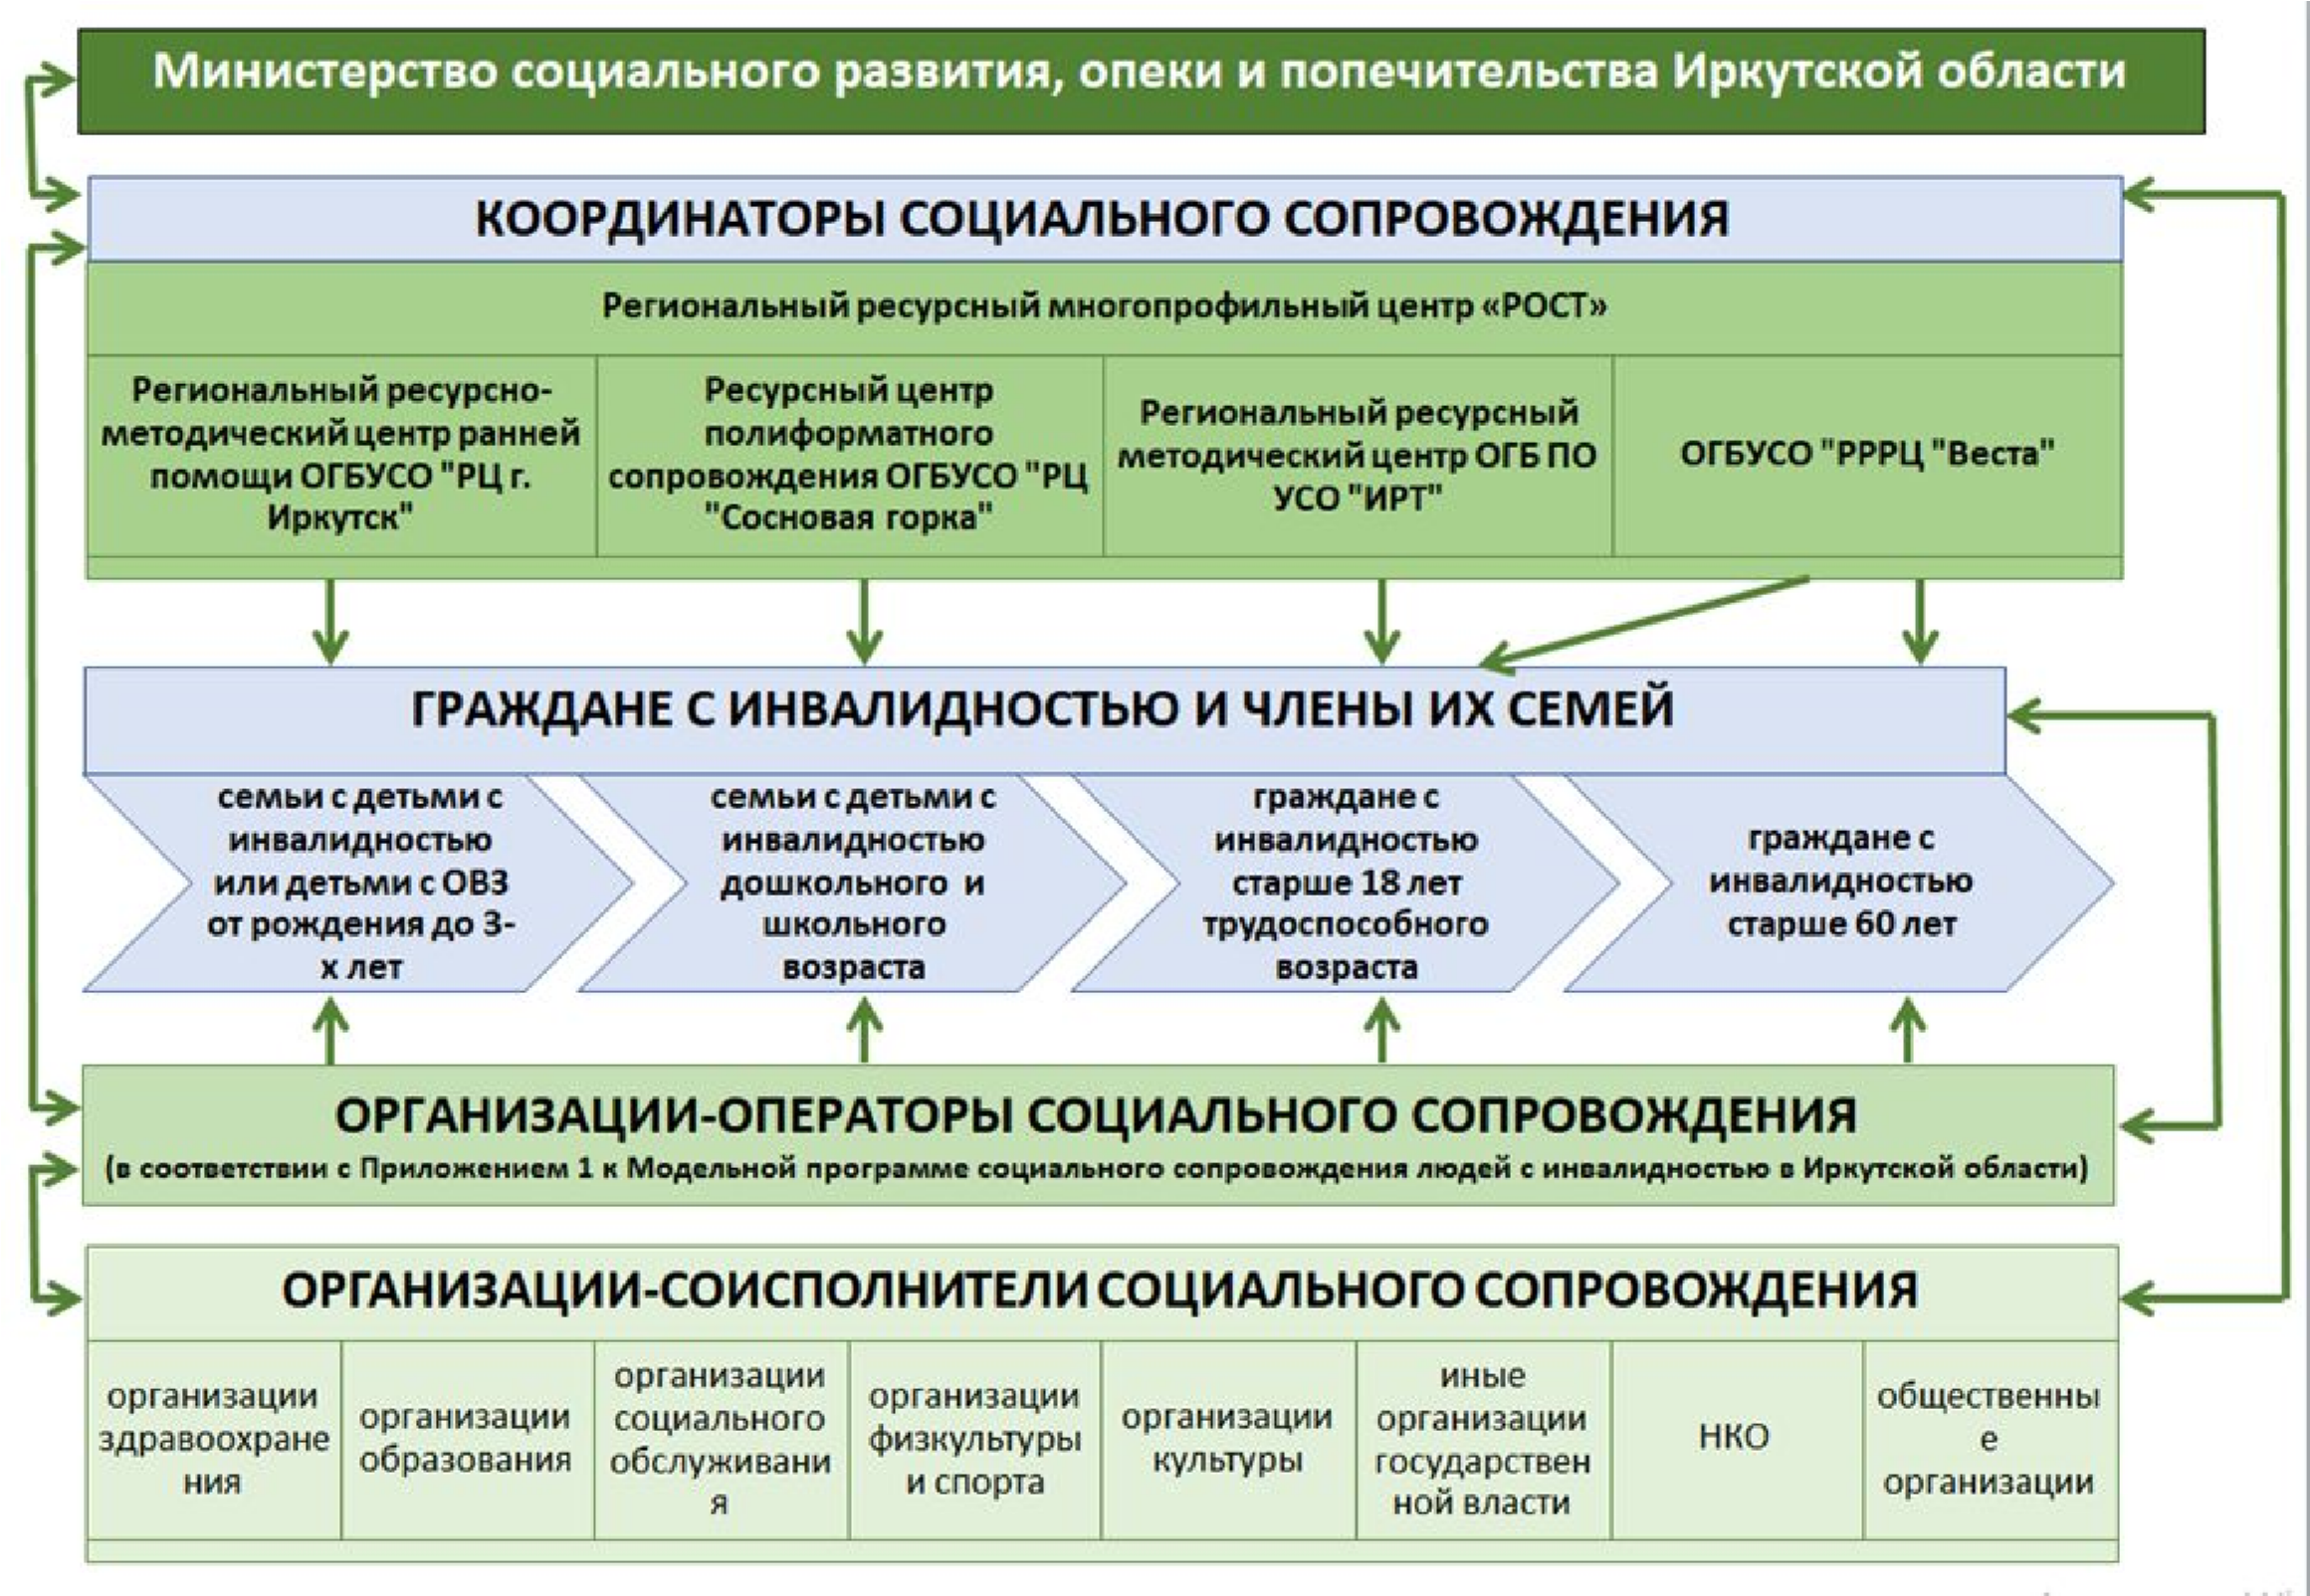 Министерство социального развития, опеки и попечительства Иркутской области
КООРДИНАТОРЫ СОЦИАЛЬНОГО СОПРОВОЖДЕНИЯ
Региональный ресурсный многопрофильный центр «РОСТ»
Региональный ресурсно-
методический центр ранней
помощи ОГБУСО "РЦ г.
Иркутск"
Ресурсный центр
полиформатного
сопровождения ОГБУСО "РЦ
"Сосновая горка"
Региональный ресурсный
методический центр ОГБ ПО
УСО "ИРТ"
ОГБУСО "РРРЦ "Веста"
ГРАЖДАНЕ С ИНВАЛИДНОСТЬЮ И ЧЛЕНЫ ИХ СЕМЕЙ
семьи с детьми с
инвалидностью
или детьми с ОВЗ
от рождения до 3-
х лет
семьи с детьми с
инвалидностью
дошкольного и
школьного
возраста
граждане с
инвалидностью
старше 18 лет
трудоспособного
возраста
граждане с
инвалидностью
старше 60 лет
ОРГАНИЗАЦИИ-ОПЕРАТОРЫ СОЦИАЛЬНОГО СОПРОВОЖДЕНИЯ
(в соответствии с Приложением 1 к Модельной программе социального сопровождения людей с инвалидностью в Иркутской области)
ОРГАНИЗАЦИИ-СОИСПОЛНИТЕЛИ СОЦИАЛЬНОГО СОПРОВОЖДЕНИЯ
организации
здравоохране
ния
организации
образования
организации
социального
обслуживани
я
организации
физкультуры
и спорта
организации
культуры
иные
организации
государствен
ной власти
НКО
общественны
е
организации